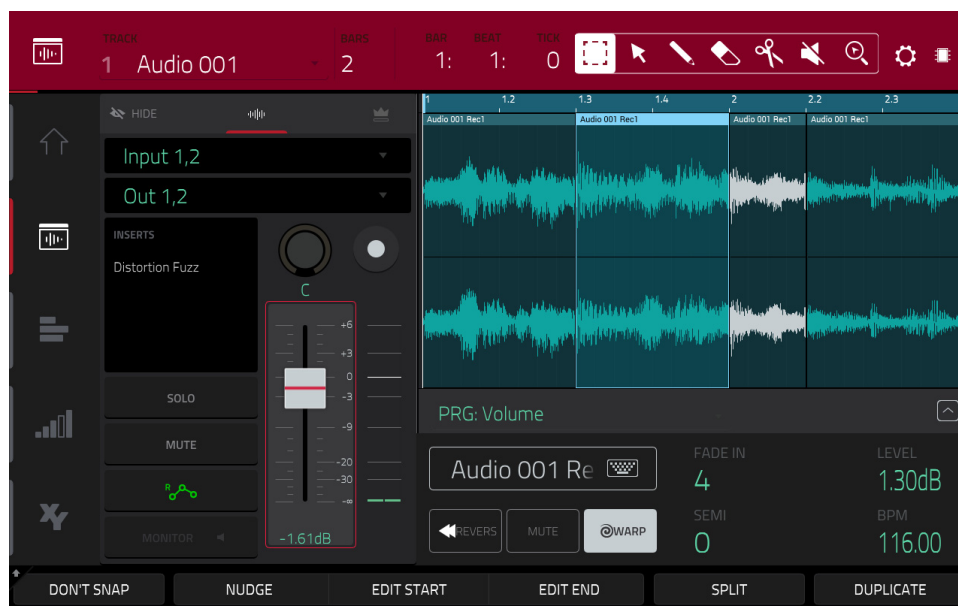 TRACK BARS BAR BEAT TICK
1 Audio 001 2 1: 1: 0
HIDE
1 1.2 1.3 1.4 2 2.2 2.3
Audio 001 Rec1 Audio 001 Rec1 Audio 001 Rec1 Audio 001 Rec1
Input 1,2
Out 1,2
INSERTS
Distortion Fuzz
C
+6
+3
0
-3
-9
-20
-30
-∞
-1.61dB
SOLO
MUTE
R
MONITOR
XY
PRG: Volume
Audio 001 Re
FADE IN LEVEL
4 1.30dB
REVERS MUTE WARP
SEMI BPM
0 116.00
DON'T SNAP NUDGE EDIT START EDIT END SPLIT DUPLICATE